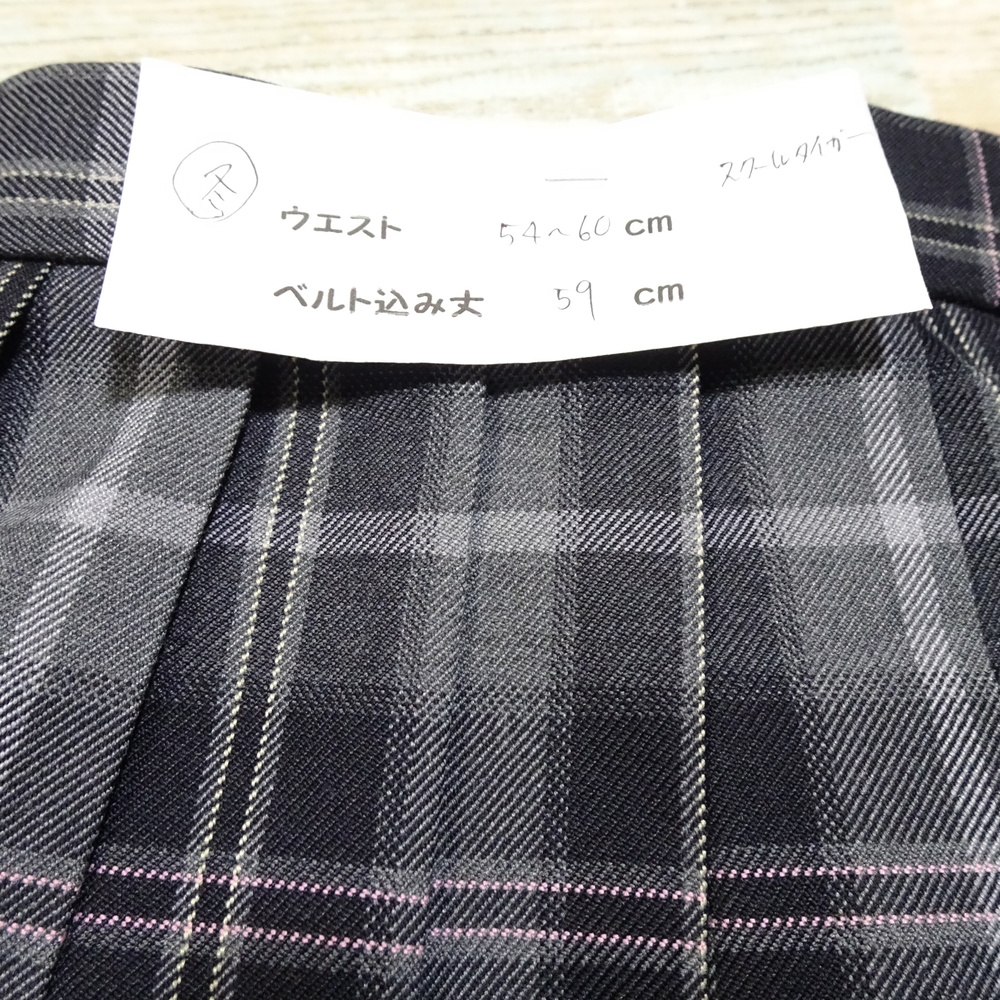 冬
スクールタイガー
ウエスト 54~60 cm
ベルト込み丈 59 cm